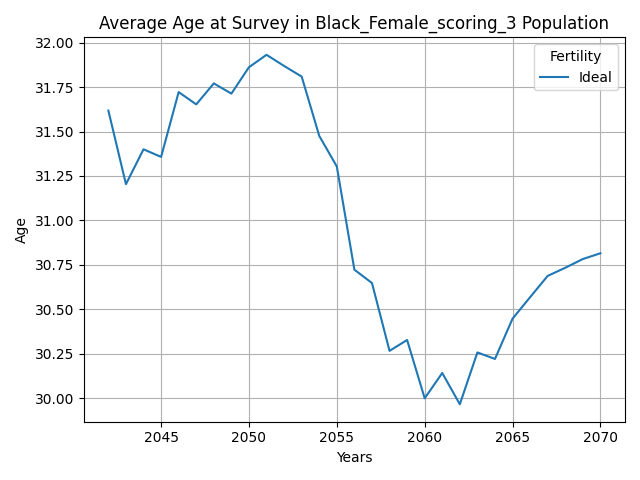 Average Age at Survey in Black_Female_scoring_3 Population
Fertility
Ideal
32.00
31.75
31.50
31.25
31.00
30.75
30.50
30.25
30.00
Age
2045 2050 2055 2060 2065 2070
Years